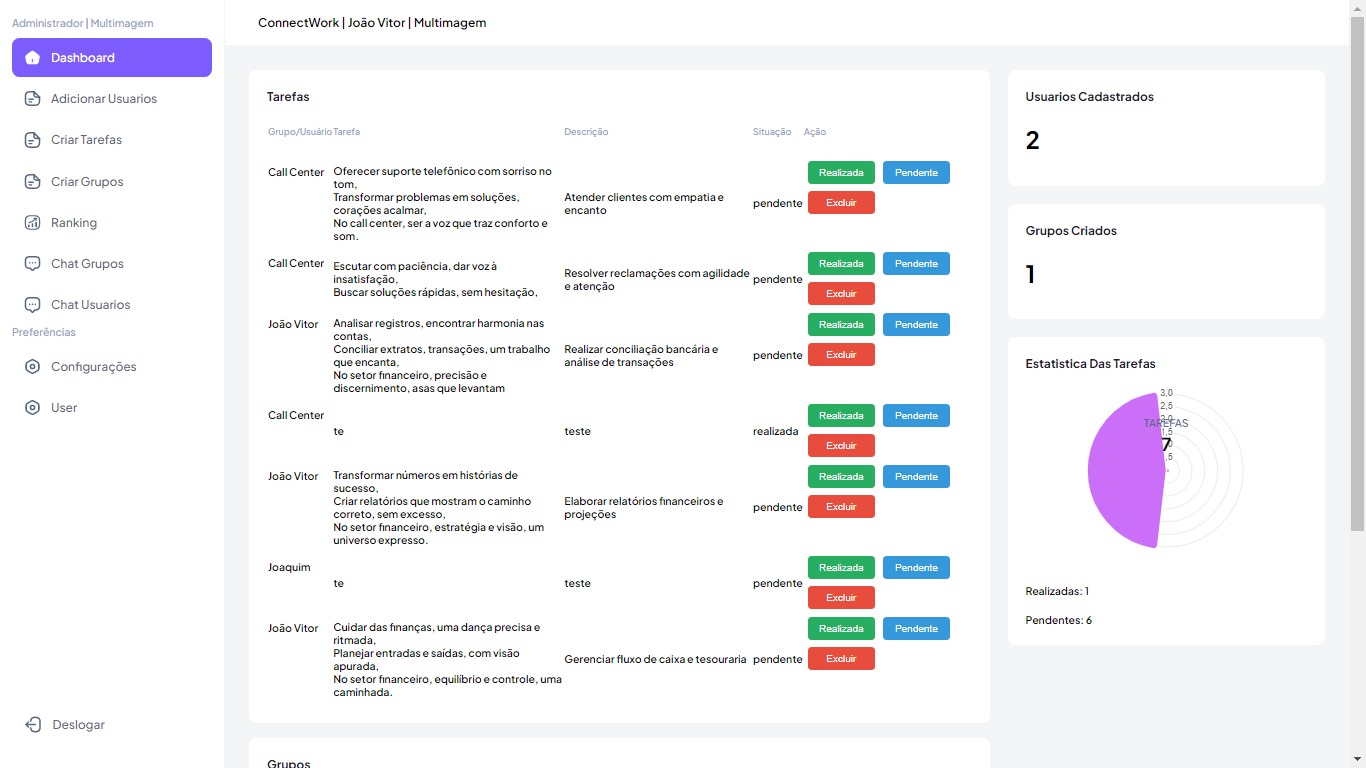 Administrador | Multimagem
Dashboard
Adicionar Usuarios
Criar Tarefas
Criar Grupos
Ranking
Chat Grupos
Chat Usuarios
Preferências
Configurações
User
Deslogar
ConnectWork | João Vitor | Multimagem
Tarefas
Grupo/Usuário Tarefa Descrição Situação Ação
Call Center
Oferecer suporte telefônico com sorriso no
tom,
Transformar problemas em soluções,
corações acalmar,
No call center, ser a voz que traz conforto e
som.
Atender clientes com empatia e
encanto
pendente
Realizada Pendente
Excluir
Call Center
Escutar com paciência, dar voz à
insatisfação,
Buscar soluções rápidas, sem hesitação,
Resolver reclamações com agilidade
e atenção
pendente
Realizada Pendente
Excluir
João Vitor
Analisar registros, encontrar harmonia nas
contas,
Conciliar extratos, transações, um trabalho
que encanta,
No setor financeiro, precisão e
discernimento, asas que levantam
Realizar conciliação bancária e
análise de transações
pendente
Realizada Pendente
Excluir
Call Center
te
teste
realizada
Realizada Pendente
Excluir
João Vitor
Transformar números em histórias de
sucesso,
Criar relatórios que mostram o caminho
correto, sem excesso,
No setor financeiro, estratégia e visão, um
universo expresso.
Elaborar relatórios financeiros e
projeções
pendente
Realizada Pendente
Excluir
Joaquim
te
teste
pendente
Realizada Pendente
Excluir
João Vitor
Cuidar das finanças, uma dança precisa e
ritmada,
Planejar entradas e saídas, com visão
apurada,
No setor financeiro, equilíbrio e controle, uma
caminhada.
Gerenciar fluxo de caixa e tesouraria
pendente
Realizada Pendente
Excluir
Grupos
Usuarios Cadastrados
2
Grupos Criados
1
Estatistica Das Tarefas
3,0
2,5
TAREFAS
1,5
7
Realizadas: 1
Pendentes: 6